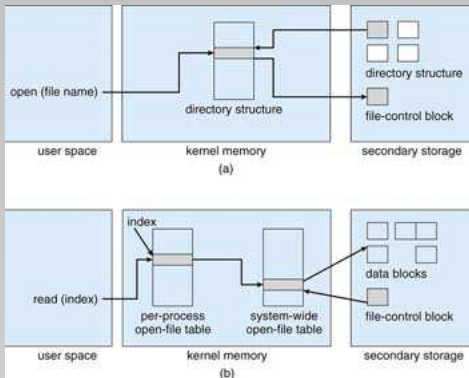 open (file name)
directory structure
directory structure
file-control block
user space
kernel memory
secondary storage
(a)
index
read (index)
per-process
open-file table
system-wide
open-file table
data blocks
file-control block
user space
kernel memory
secondary storage
(b)